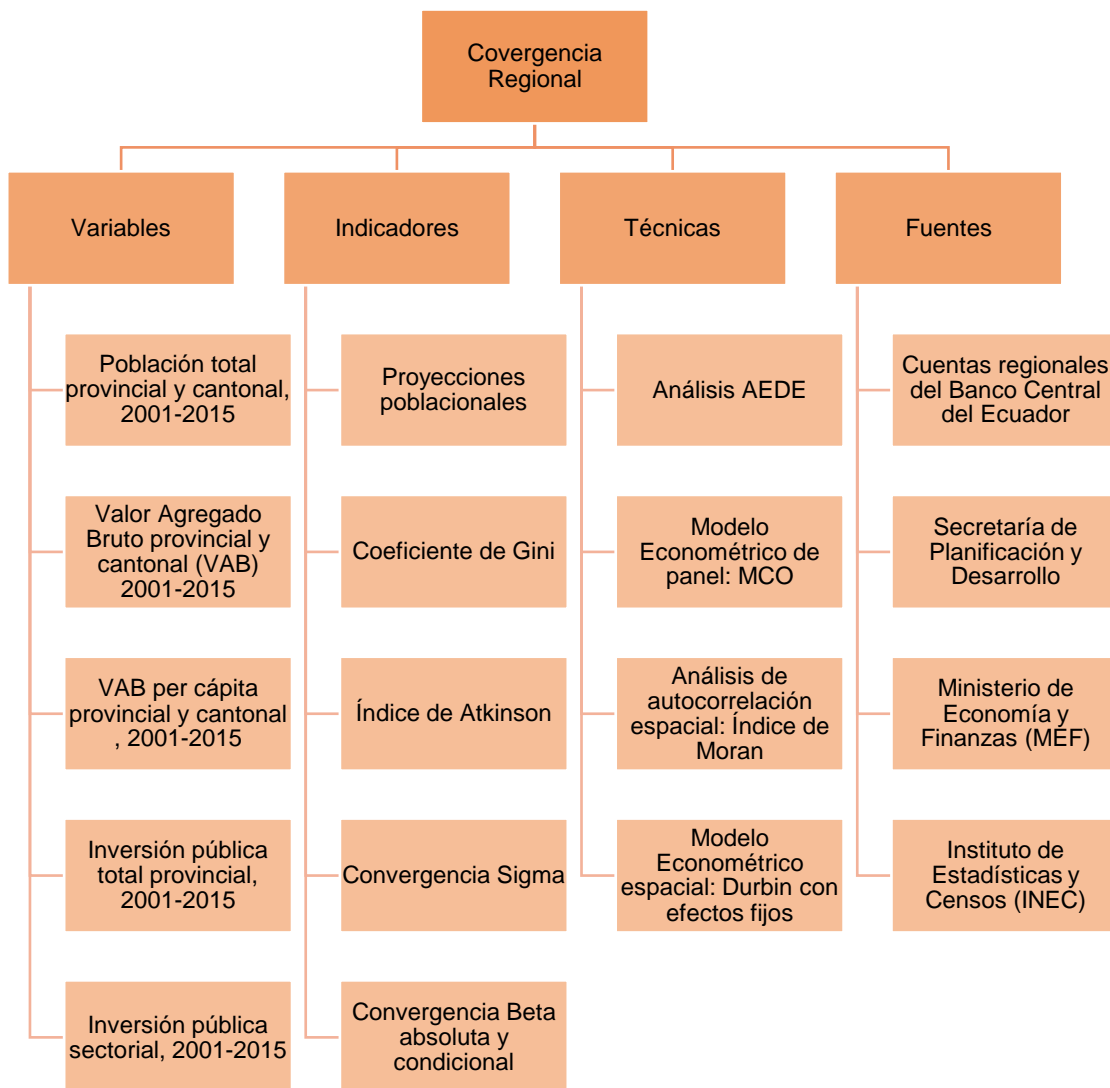 Covergencia
Regional
Variables
Indicadores
Técnicas
Fuentes
Población total
provincial y cantonal,
2001-2015
Valor Agregado
Bruto provincial y
cantonal (VAB)
2001-2015
VAB per cápita
provincial y cantonal
, 2001-2015
Inversión pública
total provincial,
2001-2015
Inversión pública
sectorial, 2001-2015
Proyecciones
poblacionales
Coeficiente de Gini
Índice de Atkinson
Convergencia Sigma
Convergencia Beta
absoluta y
condicional
Análisis AEDE
Modelo
Econométrico de
panel: MCO
Análisis de
autocorrelación
espacial: Índice de
Moran
Modelo
Econométrico
espacial: Durbin con
efectos fijos
Cuentas regionales
del Banco Central
del Ecuador
Secretaría de
Planificación y
Desarrollo
Ministerio de
Economía y
Finanzas (MEF)
Instituto de
Estadísticas y
Censos (INEC)